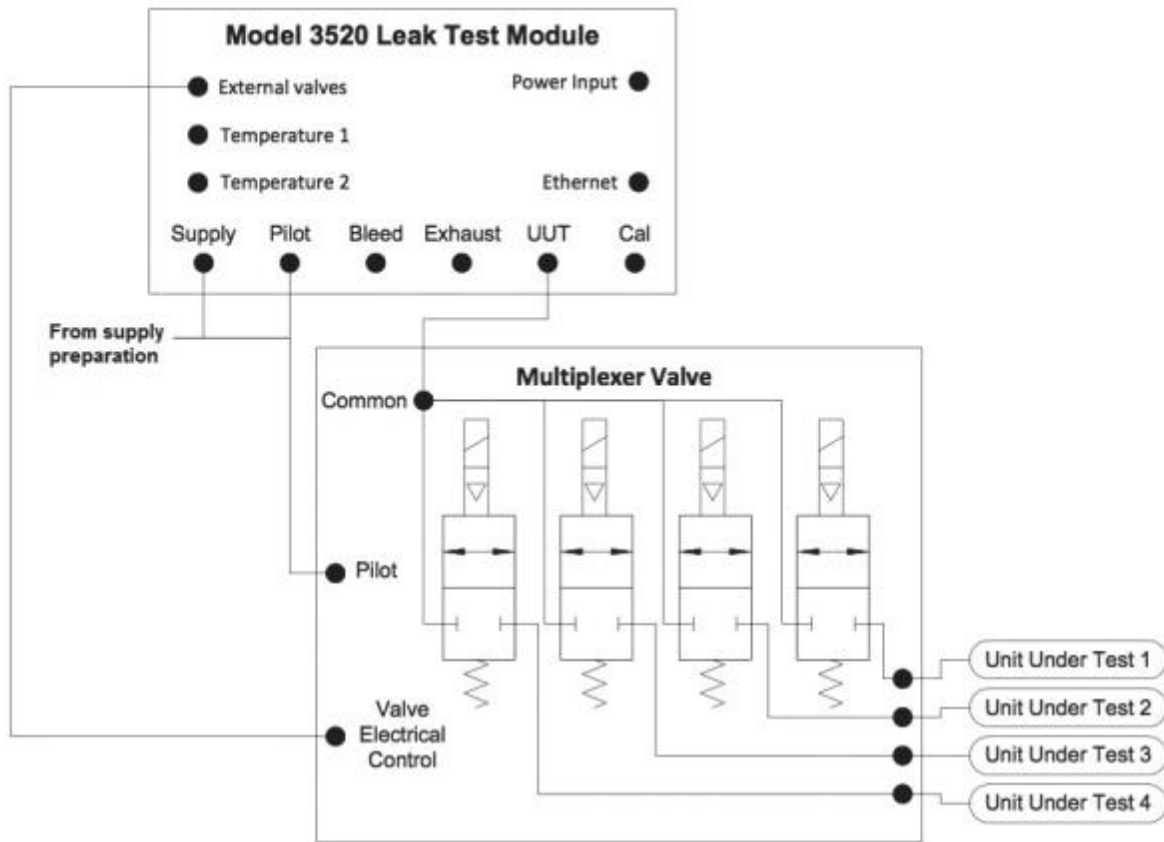 Model 3520 Leak Test Module
External valves
Power Input
Temperature 1
Temperature 2
Ethernet
Supply
Pilot
Bleed
Exhaust
UUT
Cal
From supply
preparation
Multiplexer Valve
Common
Pilot
Valve
Electrical
Control
Unit Under Test 1
Unit Under Test 2
Unit Under Test 3
Unit Under Test 4